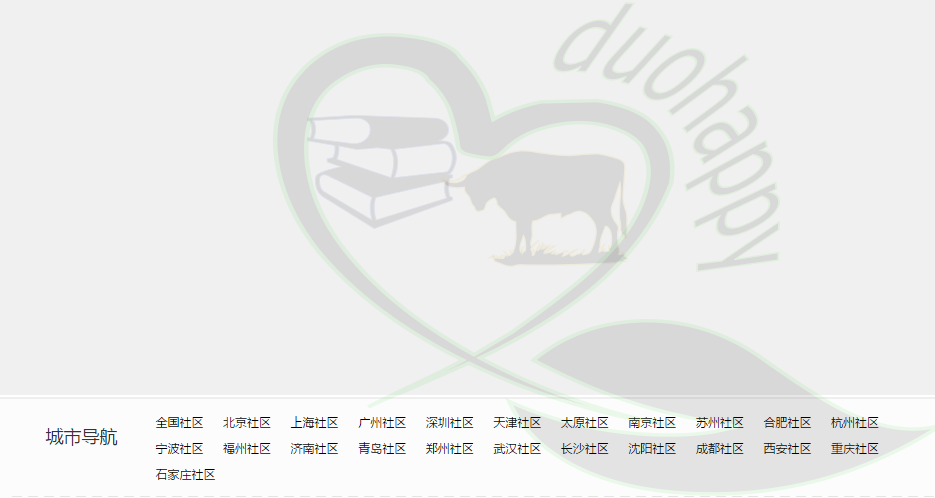 duohappy
城市导航
全国社区 北京社区 上海社区 广州社区 深圳社区 天津社区 太原社区 南京社区 苏州社区 合肥社区 杭州社区
宁波社区 福州社区 济南社区 青岛社区 郑州社区 武汉社区 长沙社区 沈阳社区 成都社区 西安社区 重庆社区
石家庄社区